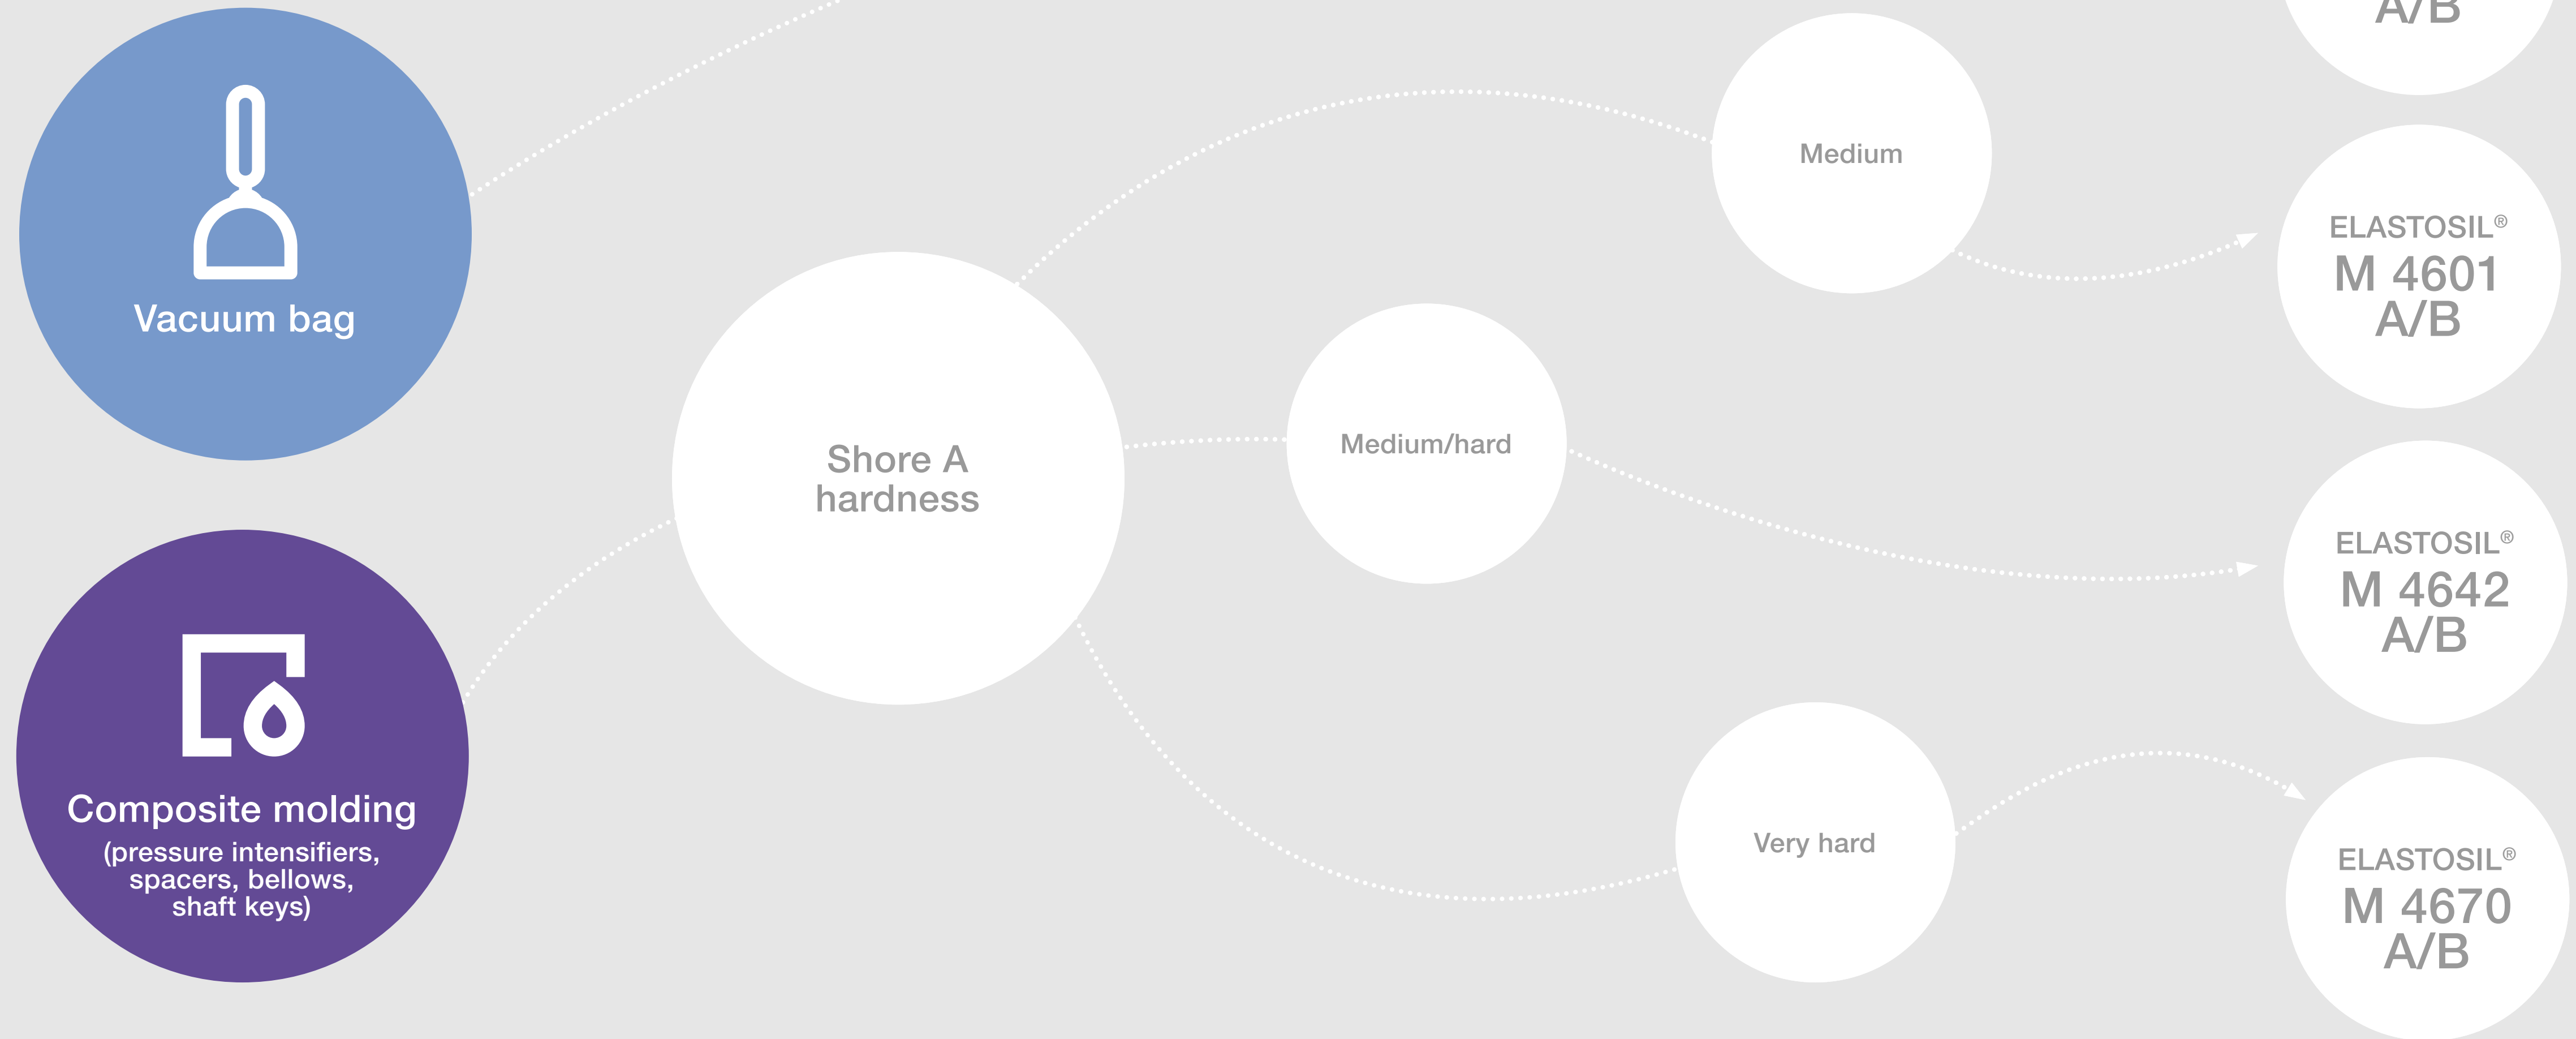 A/B
Vacuum bag
Medium
ELASTOSIL®
M 4601
A/B
Shore A
hardness
Medium/hard
ELASTOSIL®
M 4642
A/B
Composite molding
(pressure intensifiers,
spacers, bellows,
shaft keys)
Very hard
ELASTOSIL®
M 4670
A/B